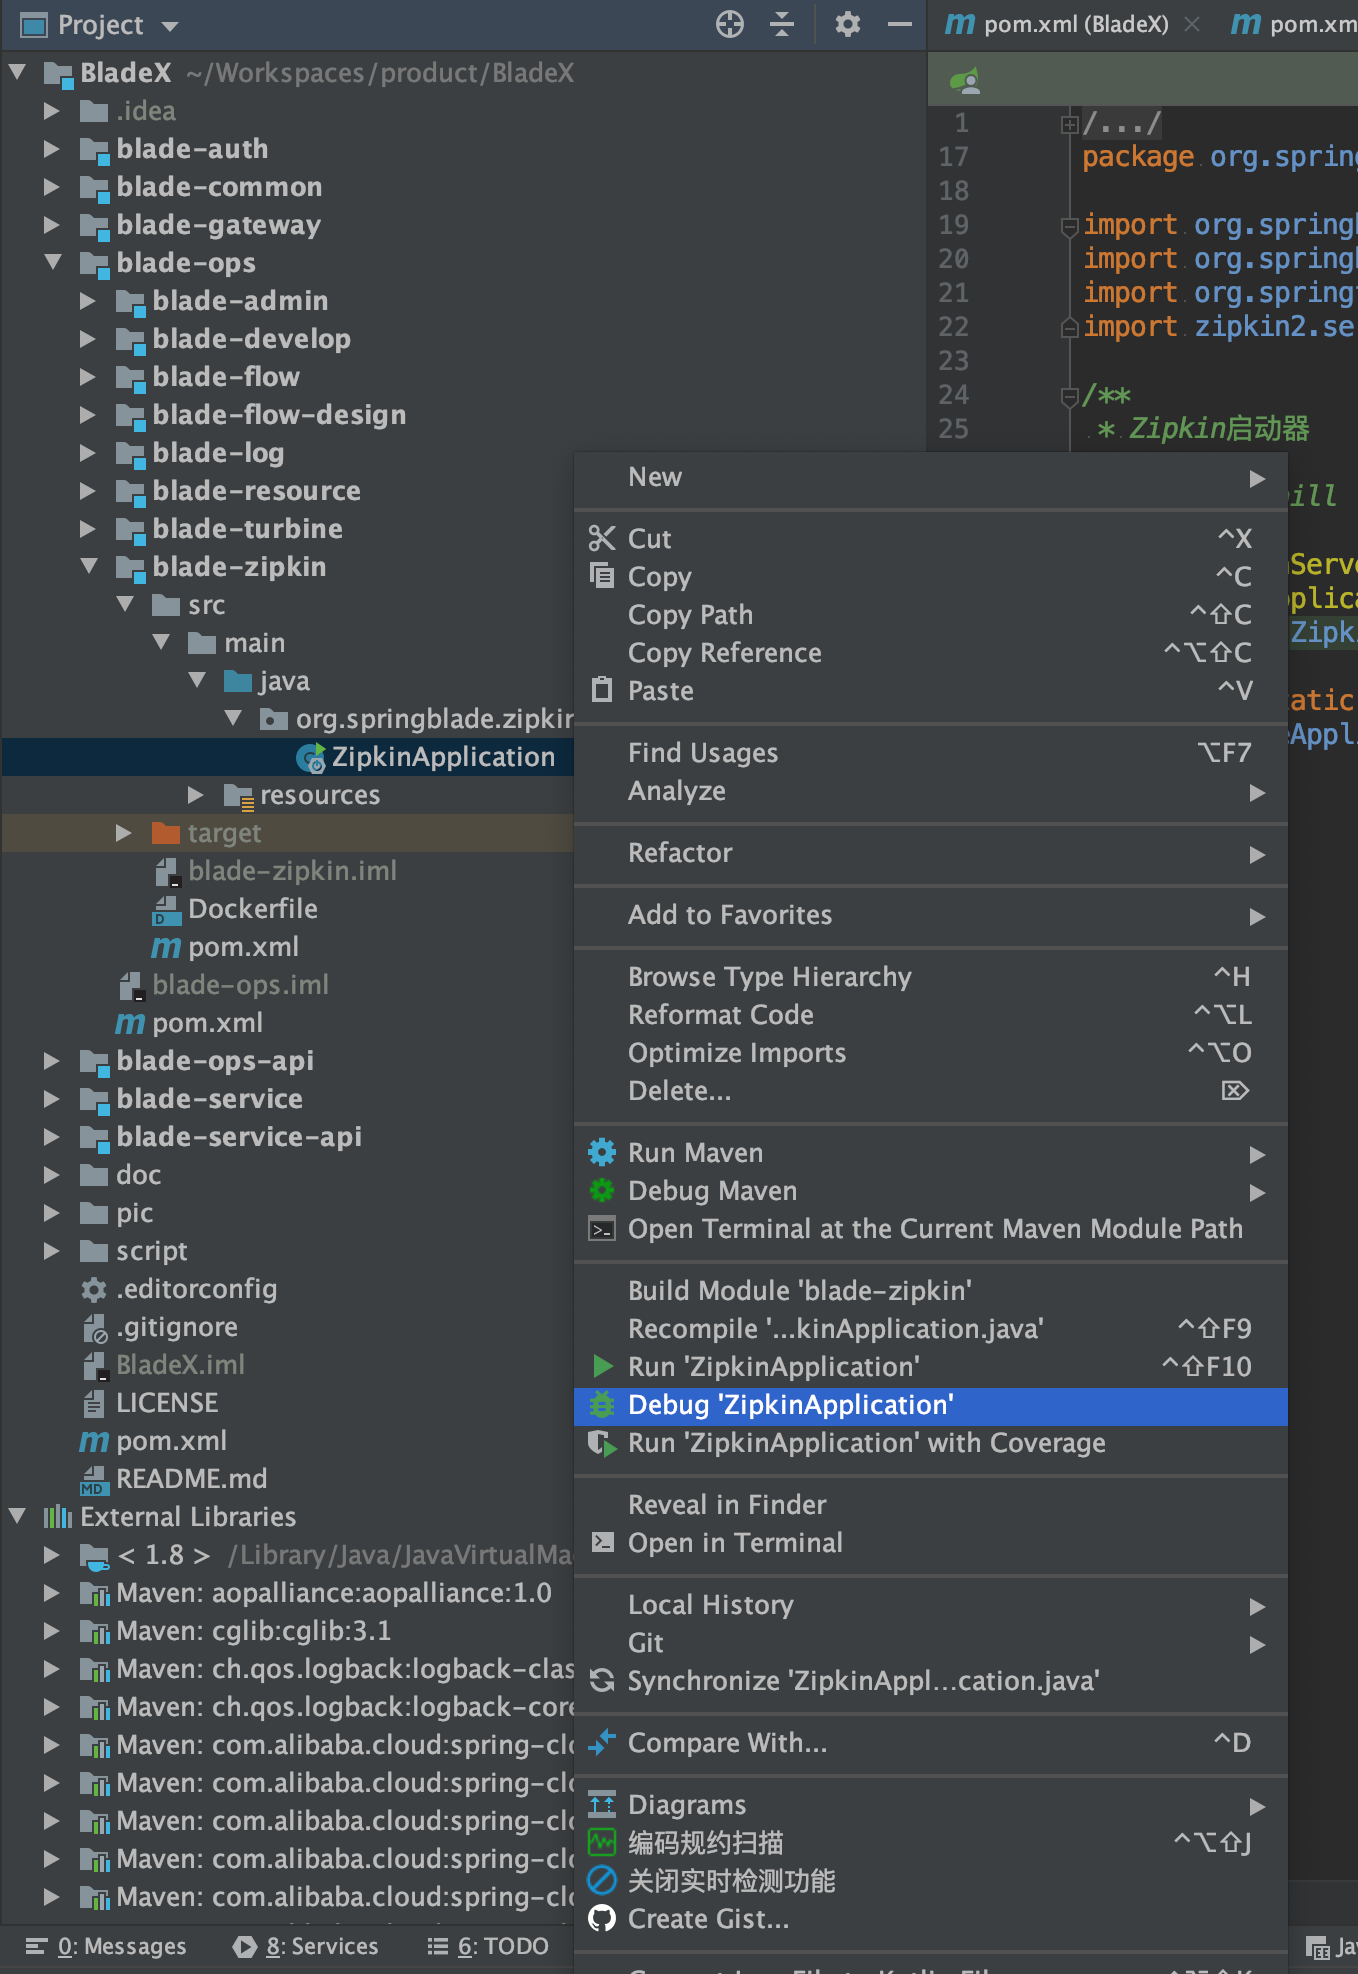 Project
BladeX ~/Workspaces/product/BladeX
.idea
blade-auth
blade-common
blade-gateway
blade-ops
blade-admin
blade-develop
blade-flow
blade-flow-design
blade-log
blade-resource
blade-turbine
blade-zipkin
src
main
java
org.springblade.zipkin
ZipkinApplication
resources
target
blade-zipkin.iml
Dockerfile
pom.xml
blade-ops.iml
pom.xml
blade-ops-api
blade-service
blade-service-api
doc
pic
script
.editorconfig
.gitignore
BladeX.iml
LICENSE
pom.xml
README.md
External Libraries
< 1.8 > /Library/Java/JavaVirtualMa
Maven: aopalliance:aopalliance:1.0
Maven: cglib:cglib:3.1
Maven: ch.qos.logback:logback-clas
Maven: ch.qos.logback:logback-core
Maven: com.alibaba.cloud:spring-clo
Maven: com.alibaba.cloud:spring-clo
Maven: com.alibaba.cloud:spring-clo
Maven: com.alibaba.cloud:spring-clo
Maven: com.alibaba.cloud:spring-clo
0: Messages 8: Services 6: TODO
pom.xml (BladeX) pom.xm
1 /.../
17 package org.spring
18
19 import org.springb
20 import org.springb
21 import org.springf
22 import zipkin2.se
23
24 /**
25 * Zipkin启动器
ill
Serve
pplica
Zipk
atic
Appli
New
Cut ^X
Copy ^C
Copy Path ^⇧C
Copy Reference ^⌥⇧C
Paste ^V
Find Usages ⌥F7
Analyze
Refactor
Add to Favorites
Browse Type Hierarchy ^H
Reformat Code ^⌥L
Optimize Imports ^⌥O
Delete... ⌦
Run Maven
Debug Maven
Open Terminal at the Current Maven Module Path
Build Module 'blade-zipkin'
Recompile '...kinApplication.java' ^⇧F9
Run 'ZipkinApplication' ^⇧F10
Debug 'ZipkinApplication'
Run 'ZipkinApplication' with Coverage
Reveal in Finder
Open in Terminal
Local History
Git
Synchronize 'ZipkinAppl...cation.java'
Compare With... ^D
Diagrams
编码规约扫描 ^⌥⇧J
关闭实时检测功能
Create Gist...
Ja